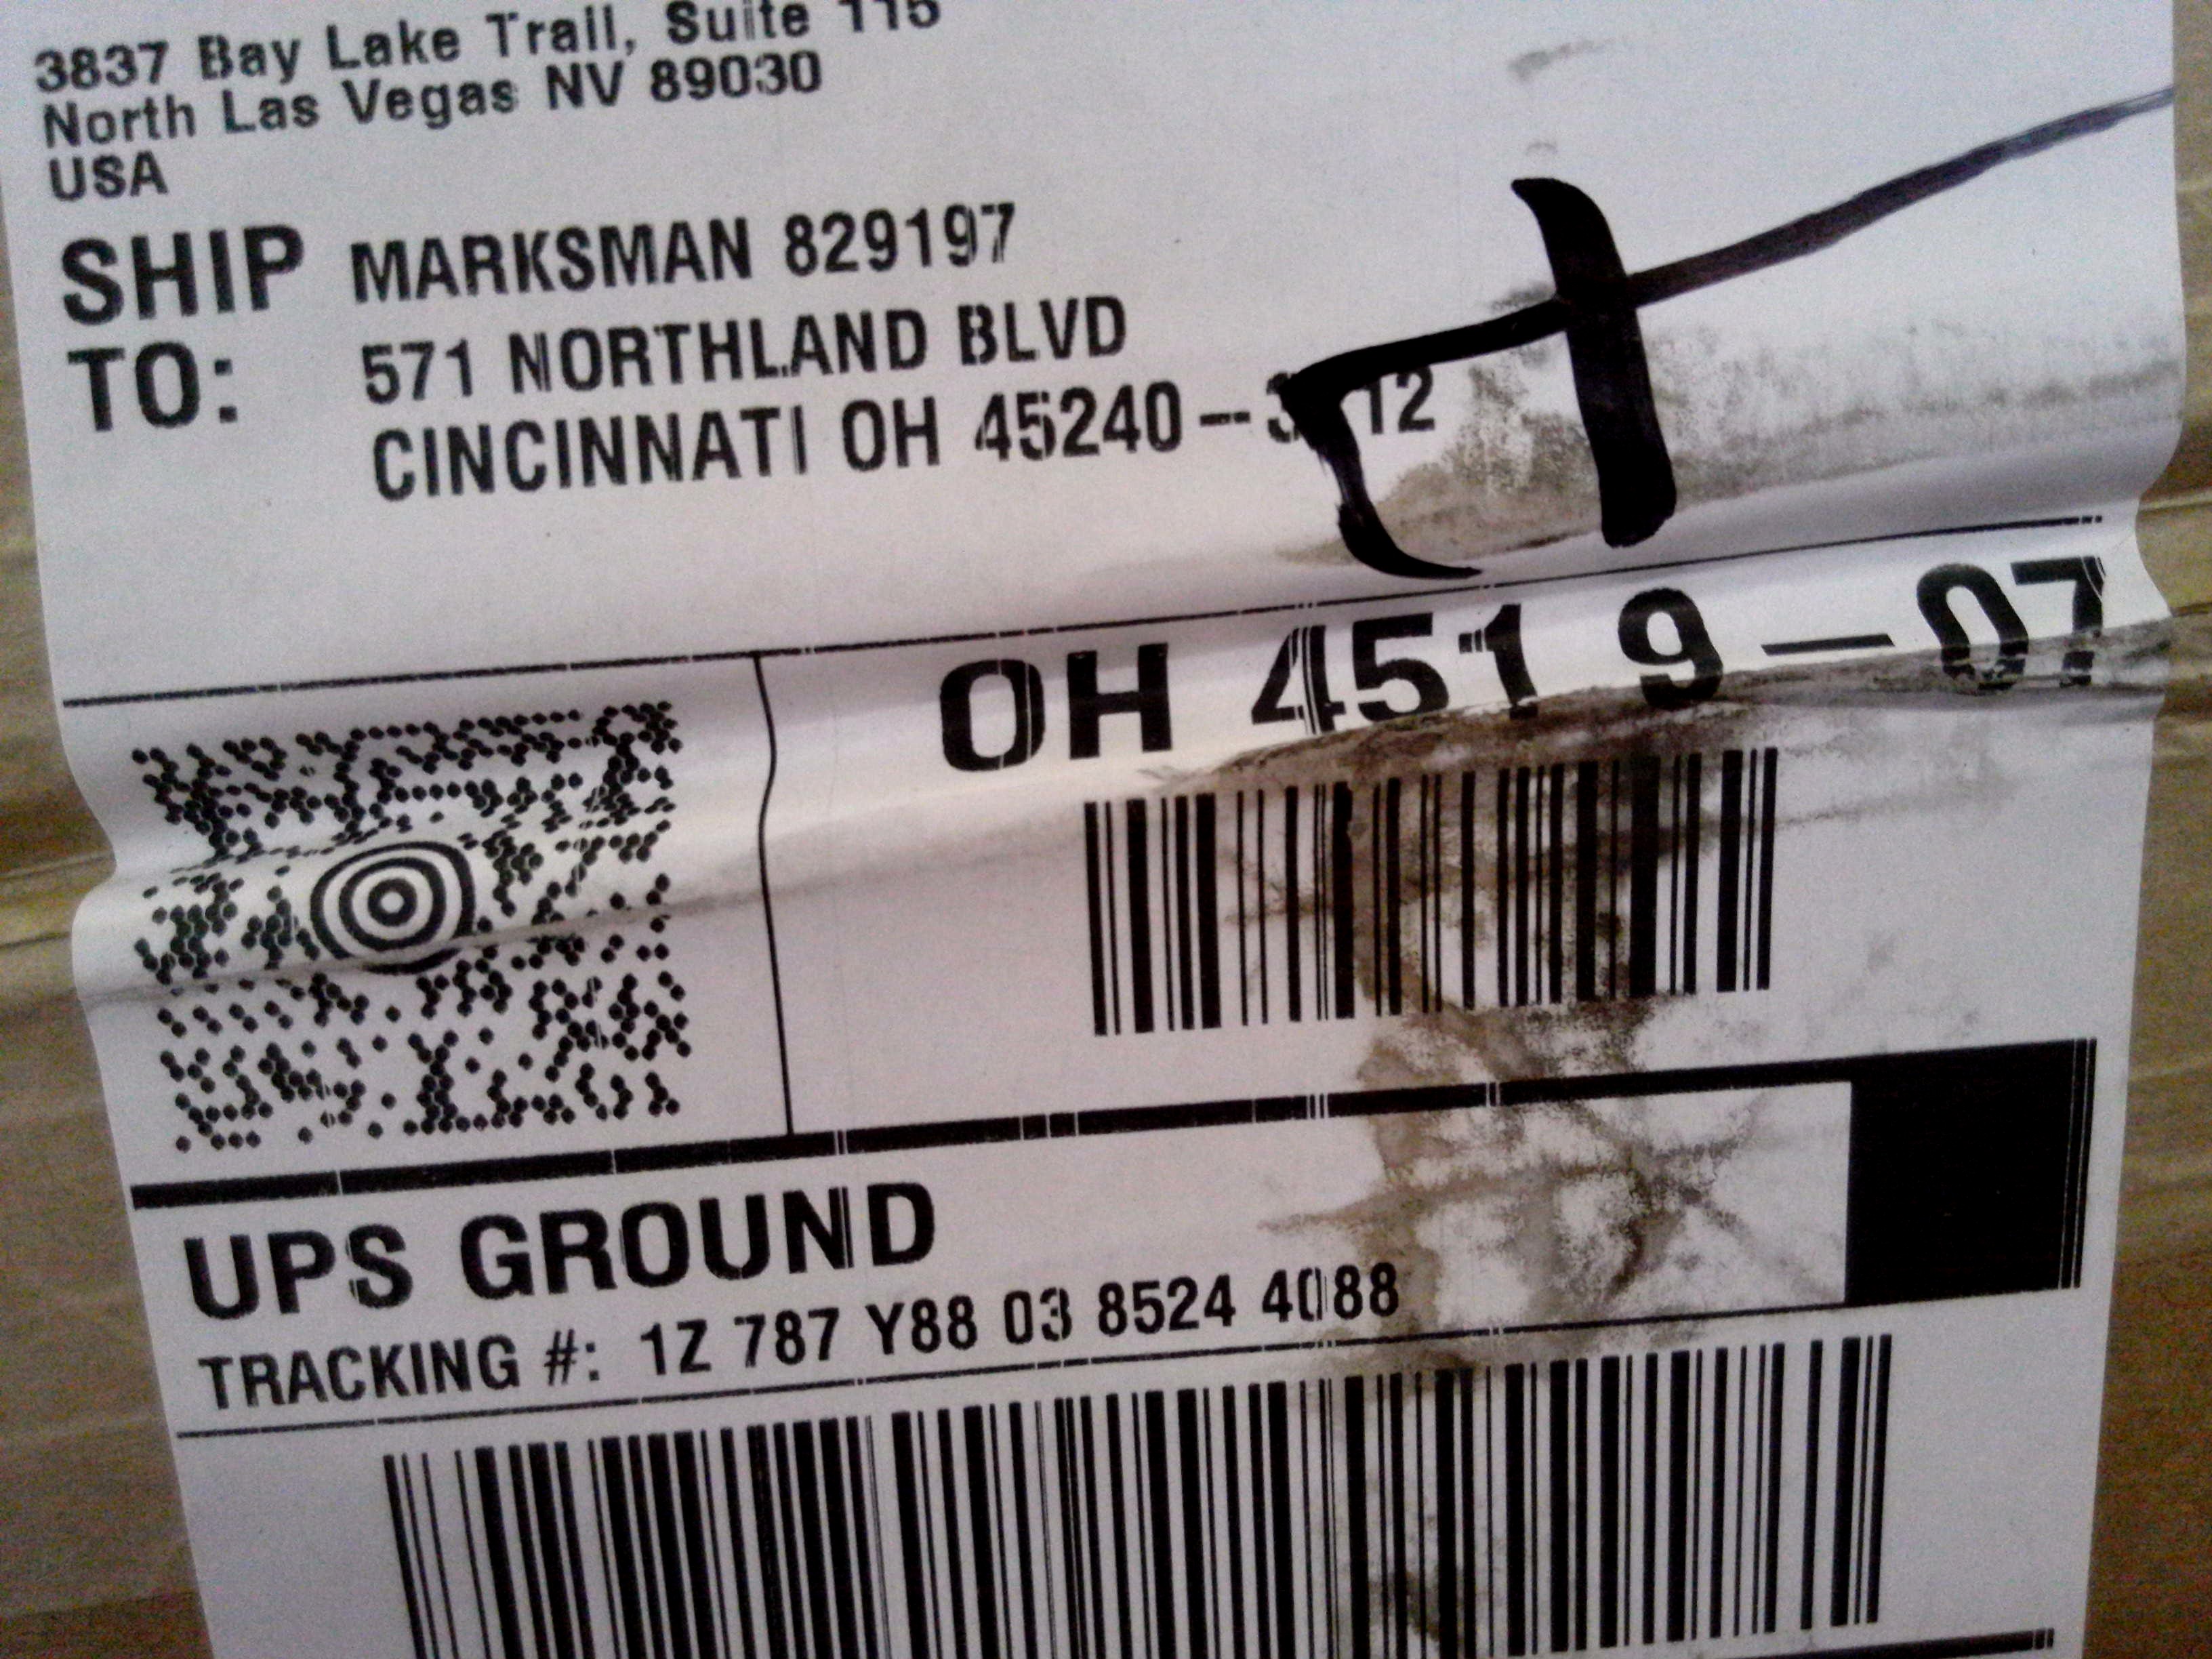 3837 Bay Lake Trail, Suite 115
North Las Vegas NV 89030
USA
SHIP TO: MARKSMAN 829197
571 NORTHLAND BLVD
CINCINNATI OH
OH 451 9-07
UPS GROUND
TRACKING #: 1Z 787 Y88 03 8524 4088